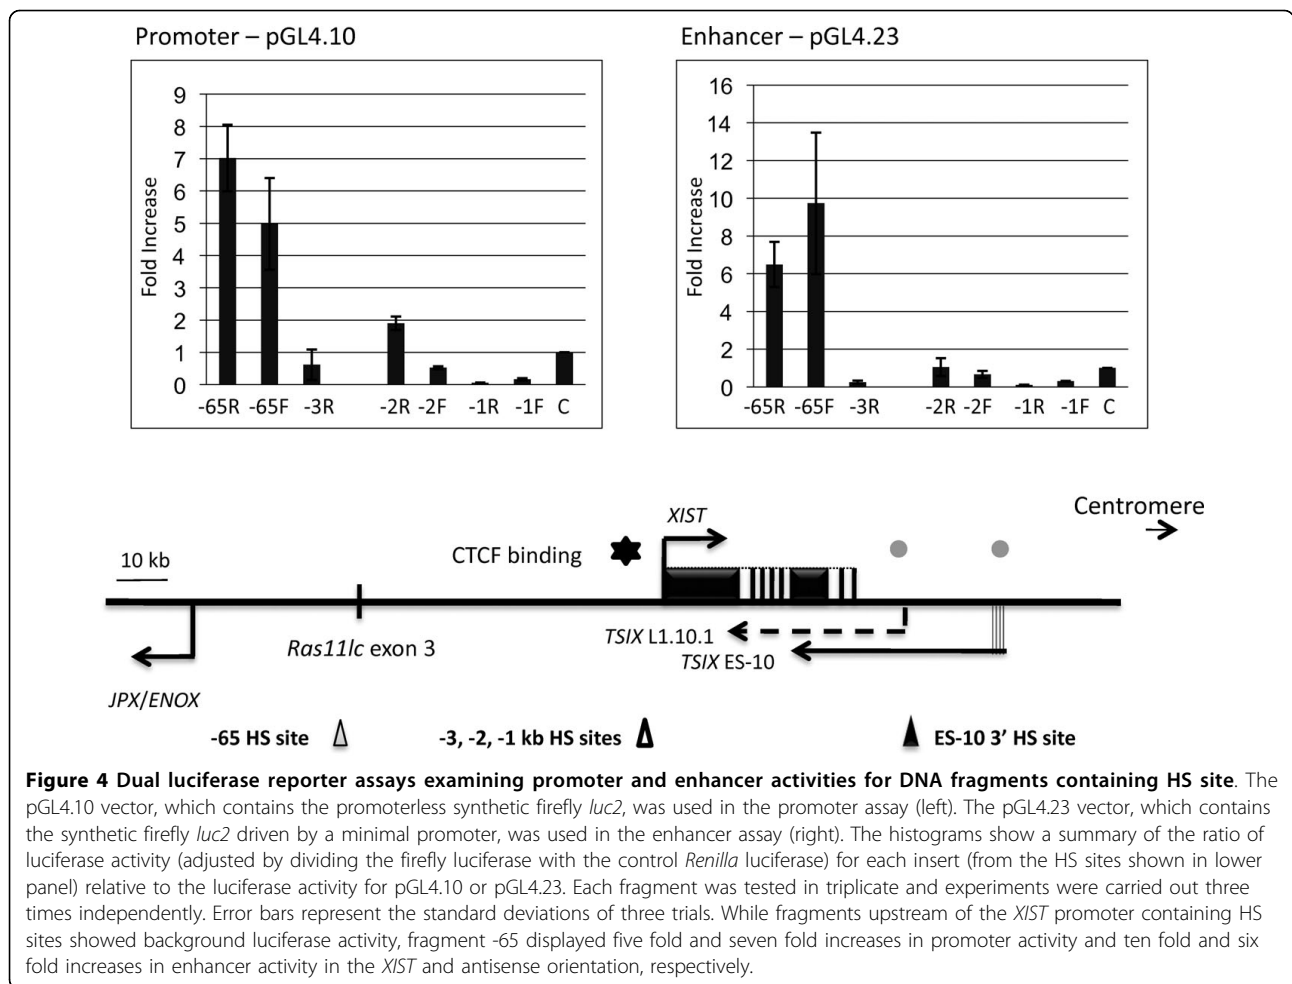 Promoter – pGL4.10
Enhancer – pGL4.23
Fold Increase
9
8
7
6
5
4
3
2
1
0
-65R -65F -3R -2R -2F -1R -1F C
Fold Increase
16
14
12
10
8
6
4
2
0
-65R -65F -3R -2R -2F -1R -1F C
Centromere
XIST
10 kb
CTCF binding
TSIX L1.10.1
Ras11lc exon 3
TSIX ES-10
JPX/ENOX
-65 HS site
-3, -2, -1 kb HS sites
ES-10 3' HS site
Figure 4 Dual luciferase reporter assays examining promoter and enhancer activities for DNA fragments containing HS site. The
pGL4.10 vector, which contains the promoterless synthetic firefly luc2, was used in the promoter assay (left). The pGL4.23 vector, which contains
the synthetic firefly luc2 driven by a minimal promoter, was used in the enhancer assay (right). The histograms show a summary of the ratio of
luciferase activity (adjusted by dividing the firefly luciferase with the control Renilla luciferase) for each insert (from the HS sites shown in lower
panel) relative to the luciferase activity for pGL4.10 or pGL4.23. Each fragment was tested in triplicate and experiments were carried out three
times independently. Error bars represent the standard deviations of three trials. While fragments upstream of the XIST promoter containing HS
sites showed background luciferase activity, fragment -65 displayed five fold and seven fold increases in promoter activity and ten fold and six
fold increases in enhancer activity in the XIST and antisense orientation, respectively.